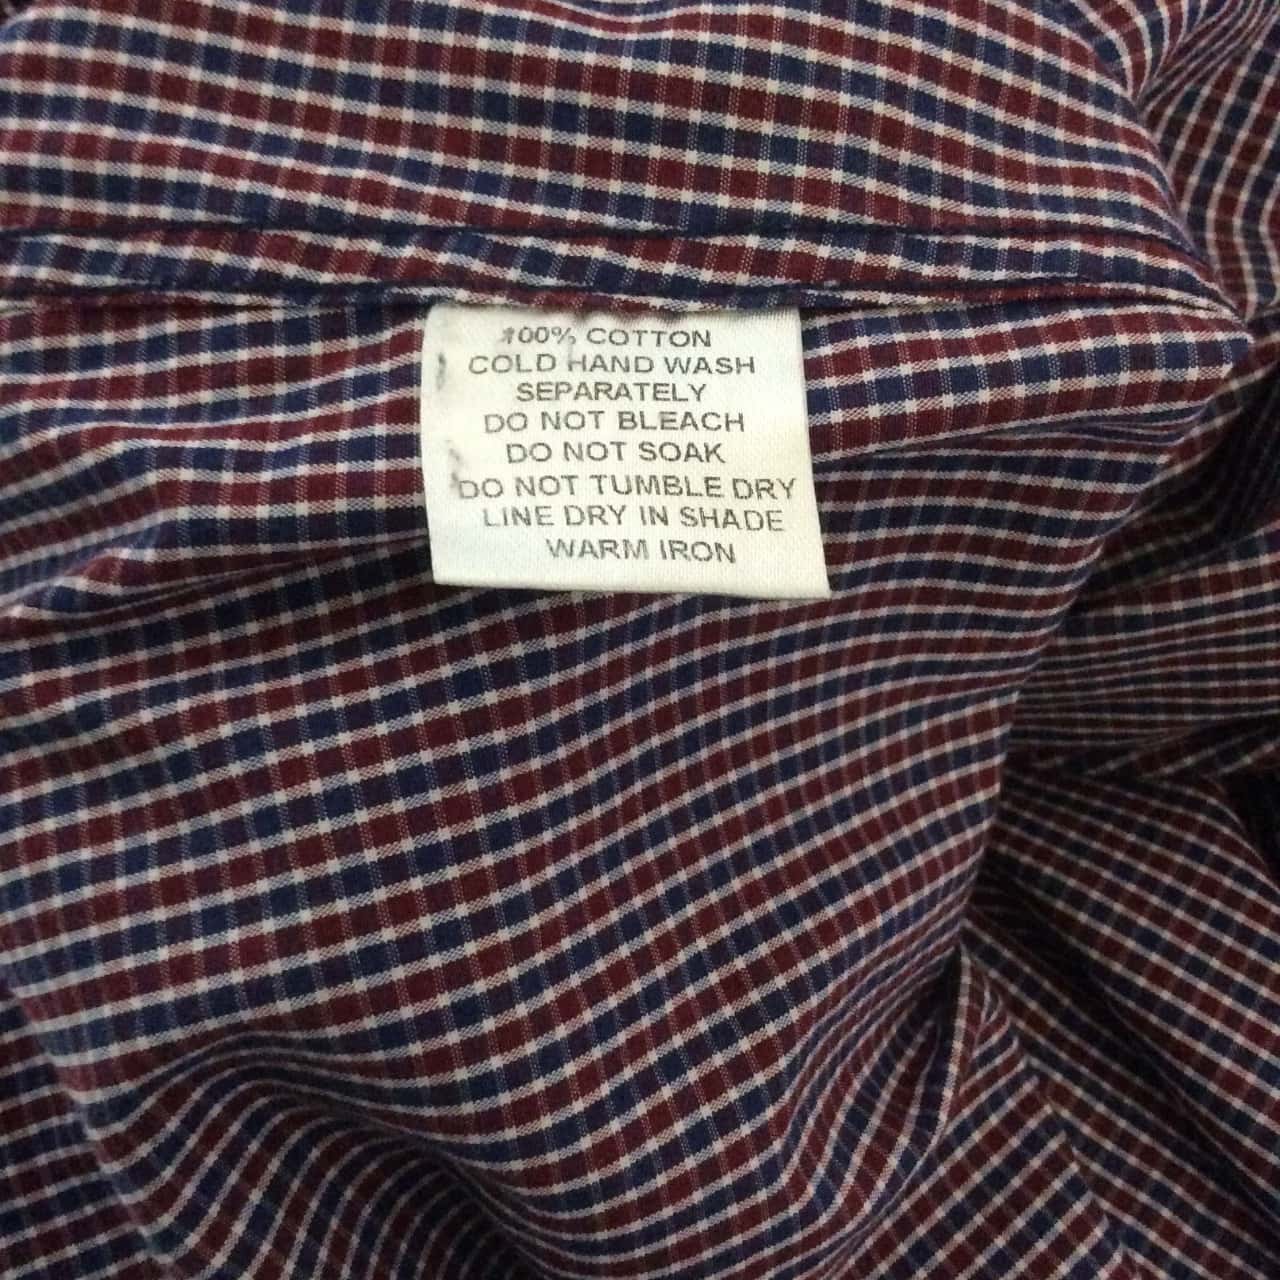 100% COTTON
COLD HAND WASH
SEPARATELY
DO NOT BLEACH
DO NOT SOAK
DO NOT TUMBLE DRY
LINE DRY IN SHADE
WARM IRON